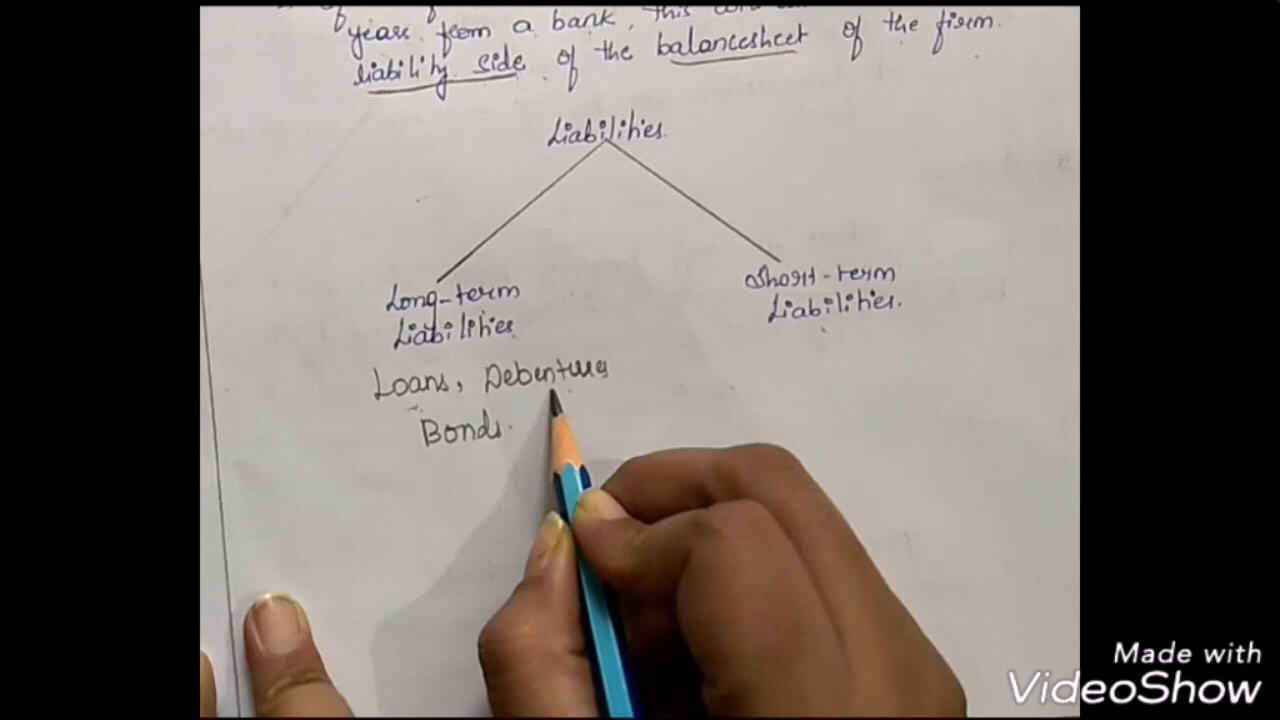 years from a bank, this
liability side of the balancesheet of the firm.
Liabilities.
Long-term
Liabilities
Short-term
Liabilities.
Loans, Debentures
Bonds.
Made with
VideoShow